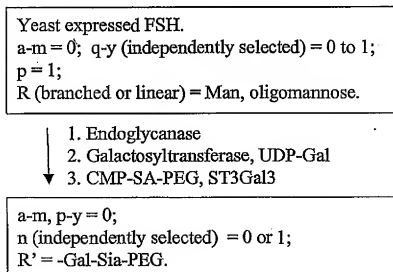 Yeast expressed FSH.
a-m = 0; q-y (independently selected) = 0 to 1;
p = 1;
R (branched or linear) = Man, oligomannose.
1. Endoglycanase
2. Galactosyltransferase, UDP-Gal
3. CMP-SA-PEG, ST3Gal3
a-m, p-y = 0;
n (independently selected) = 0 or 1;
R' = -Gal-Sia-PEG.